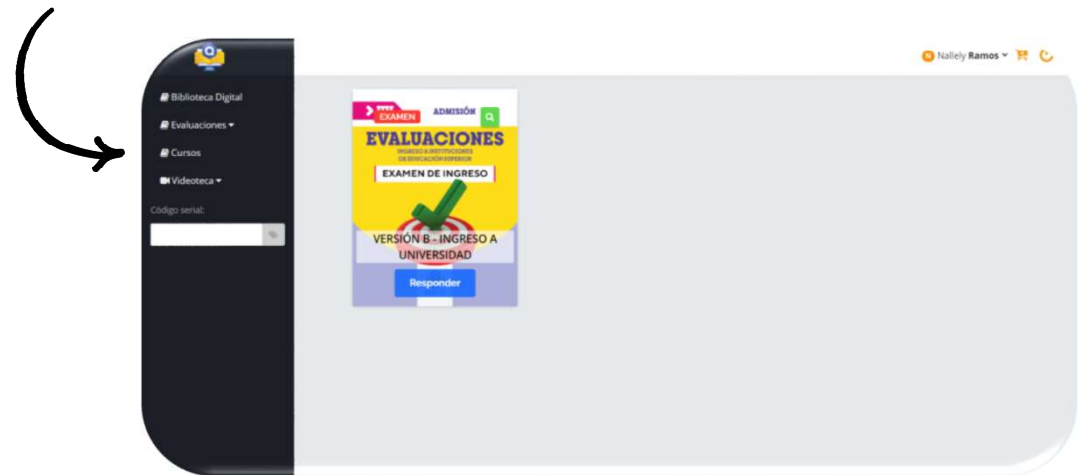 Nallely Ramos
Biblioteca Digital
Evaluaciones
Cursos
Videoteca
Código serial:
EXAMEN
ADMISIÓN
EVALUACIONES
INGRESO A INSTITUCIONES
DE EDUCACIÓN SUPERIOR
EXAMEN DE INGRESO
VERSIÓN B - INGRESO A
UNIVERSIDAD
Responder